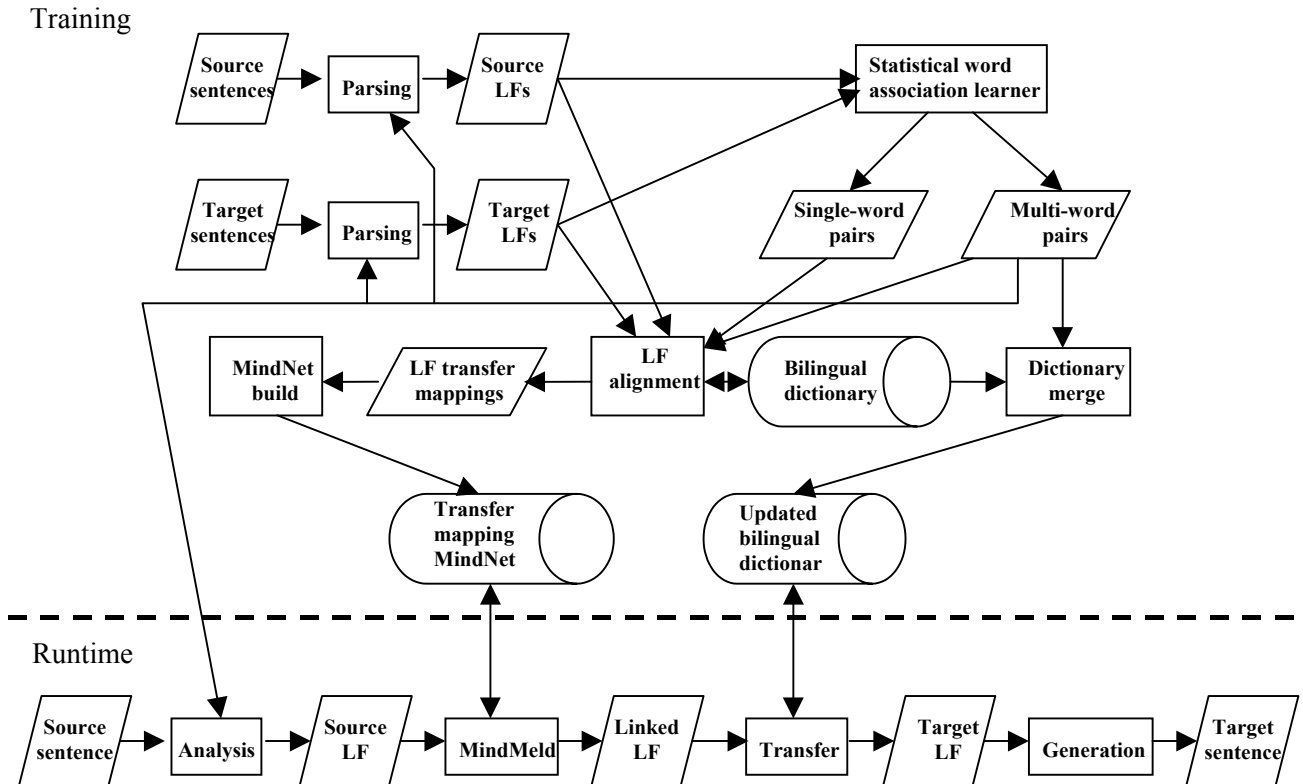 Training
Source
sentences
Parsing
Source
LFs
Statistical word
association learner
Target
sentences
Parsing
Target
LFs
Single-word
pairs
Multi-word
pairs
MindNet
build
LF transfer
mappings
LF
alignment
Bilingual
dictionary
Dictionary
merge
Transfer
mapping
MindNet
Updated
bilingual
dictionar
Runtime
Source
sentence
Analysis
Source
LF
MindMeld
Linked
LF
Transfer
Target
LF
Generation
Target
sentence